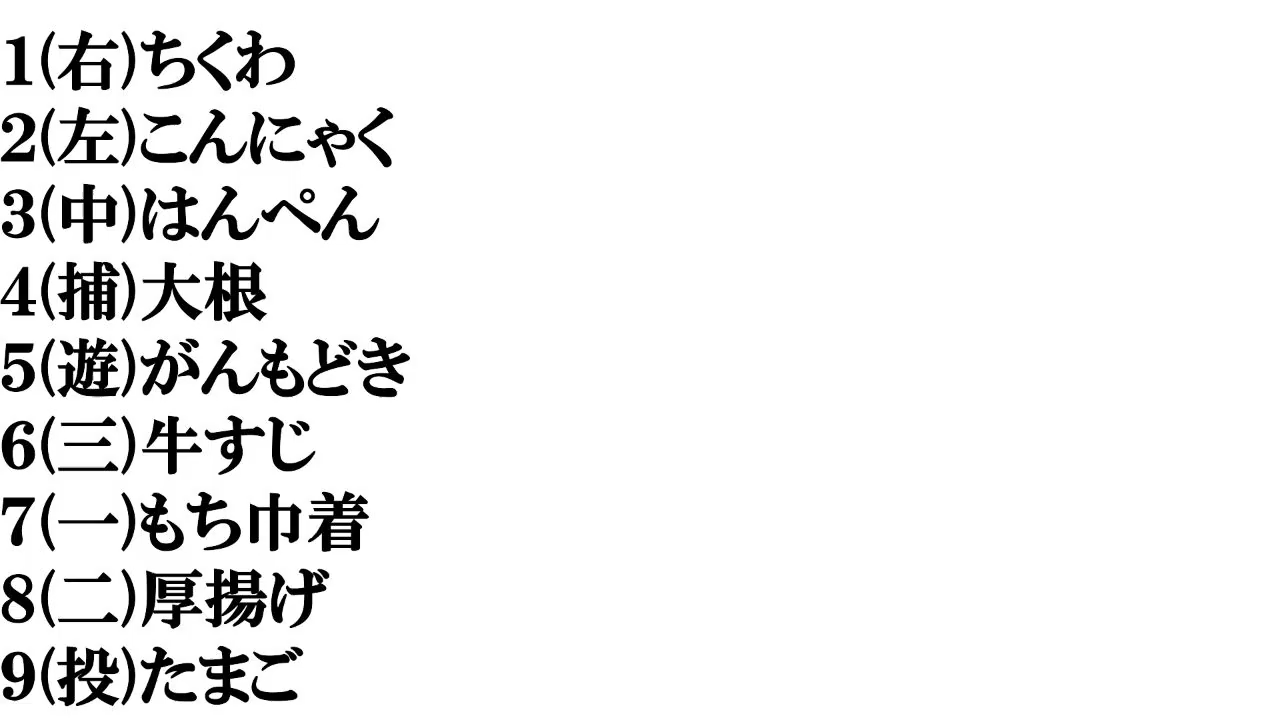 1(右)ちくわ
2(左)こんにゃく
3(中)はんぺん
4(捕)大根
5(遊)がんもどき
6(三)牛すじ
7(一)もち巾着
8(二)厚揚げ
9(投)たまご